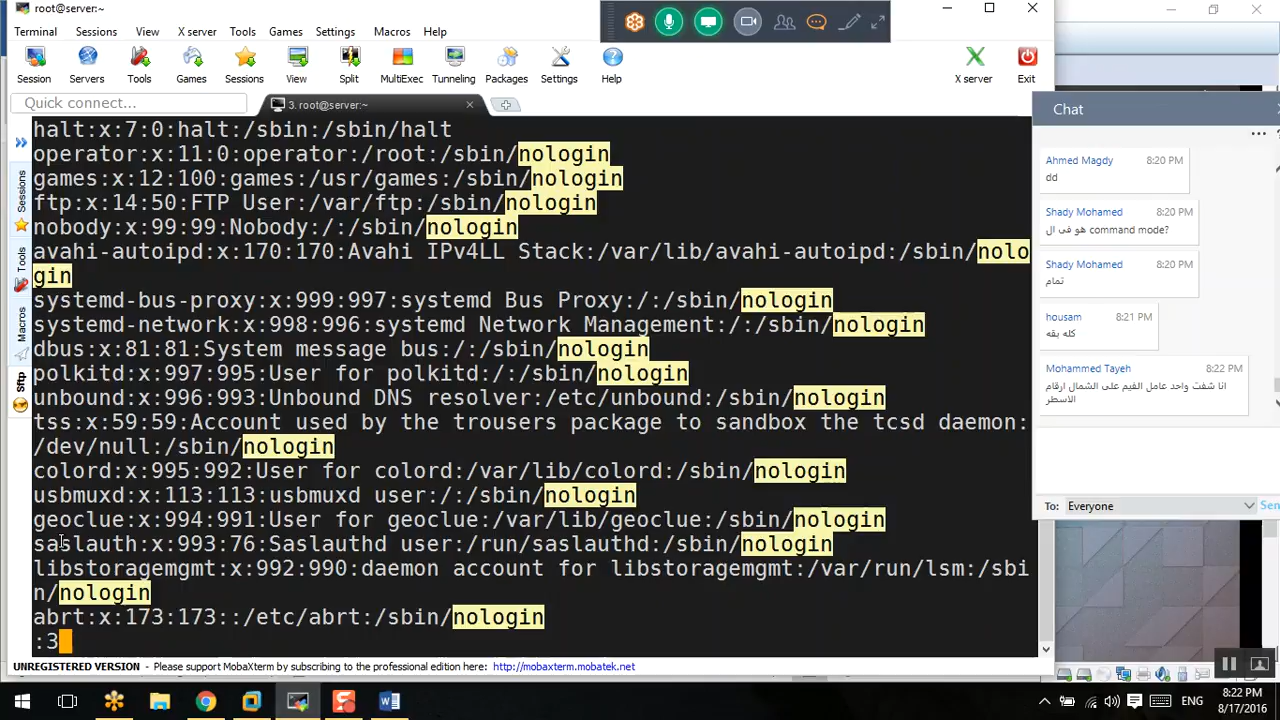 root@server:~
Terminal Sessions View X server Tools Games Settings Macros Help
Session Servers Tools Games Sessions View Split MultiExec Tunneling Packages Settings Help X server Exit
Quick connect...
3. root@server:~
Sessions
Tools
Macros
Sftp
halt:x:7:0:halt:/sbin:/sbin/halt
operator:x:11:0:operator:/root:/sbin/nologin
games:x:12:100:games:/usr/games:/sbin/nologin
ftp:x:14:50:FTP User:/var/ftp:/sbin/nologin
nobody:x:99:99:Nobody:/:/sbin/nologin
avahi-autoipd:x:170:170:Avahi IPv4LL Stack:/var/lib/avahi-autoipd:/sbin/nolo
gin
systemd-bus-proxy:x:999:997:systemd Bus Proxy:/:/sbin/nologin
systemd-network:x:998:996:systemd Network Management:/:/sbin/nologin
dbus:x:81:81:System message bus:/:/sbin/nologin
polkitd:x:997:995:User for polkitd:/:/sbin/nologin
unbound:x:996:993:Unbound DNS resolver:/etc/unbound:/sbin/nologin
tss:x:59:59:Account used by the trousers package to sandbox the tcsd daemon:
/dev/null:/sbin/nologin
colord:x:995:992:User for colord:/var/lib/colord:/sbin/nologin
usbmuxd:x:113:113:usbmuxd user:/:/sbin/nologin
geoclue:x:994:991:User for geoclue:/var/lib/geoclue:/sbin/nologin
saslauth:x:993:76:Saslauthd user:/run/saslauthd:/sbin/nologin
libstoragemgmt:x:992:990:daemon account for libstoragemgmt:/var/run/lsm:/sbi
n/nologin
abrt:x:173:173::/etc/abrt:/sbin/nologin
:3
UNREGISTERED VERSION - Please support MobaXterm by subscribing to the professional edition here: http://mobaxterm.mobatek.net
Chat
Ahmed Magdy 8:20 PM
dd
Shady Mohamed 8:20 PM
هو فى ال command mode?
Shady Mohamed 8:20 PM
تمام
housam 8:21 PM
كله بقه
Mohammed Tayeh 8:22 PM
انا شفت واحد عامل الفيم على الشمال ارقام
الاسطر
To: Everyone Sen
ENG
8:22 PM
8/17/2016